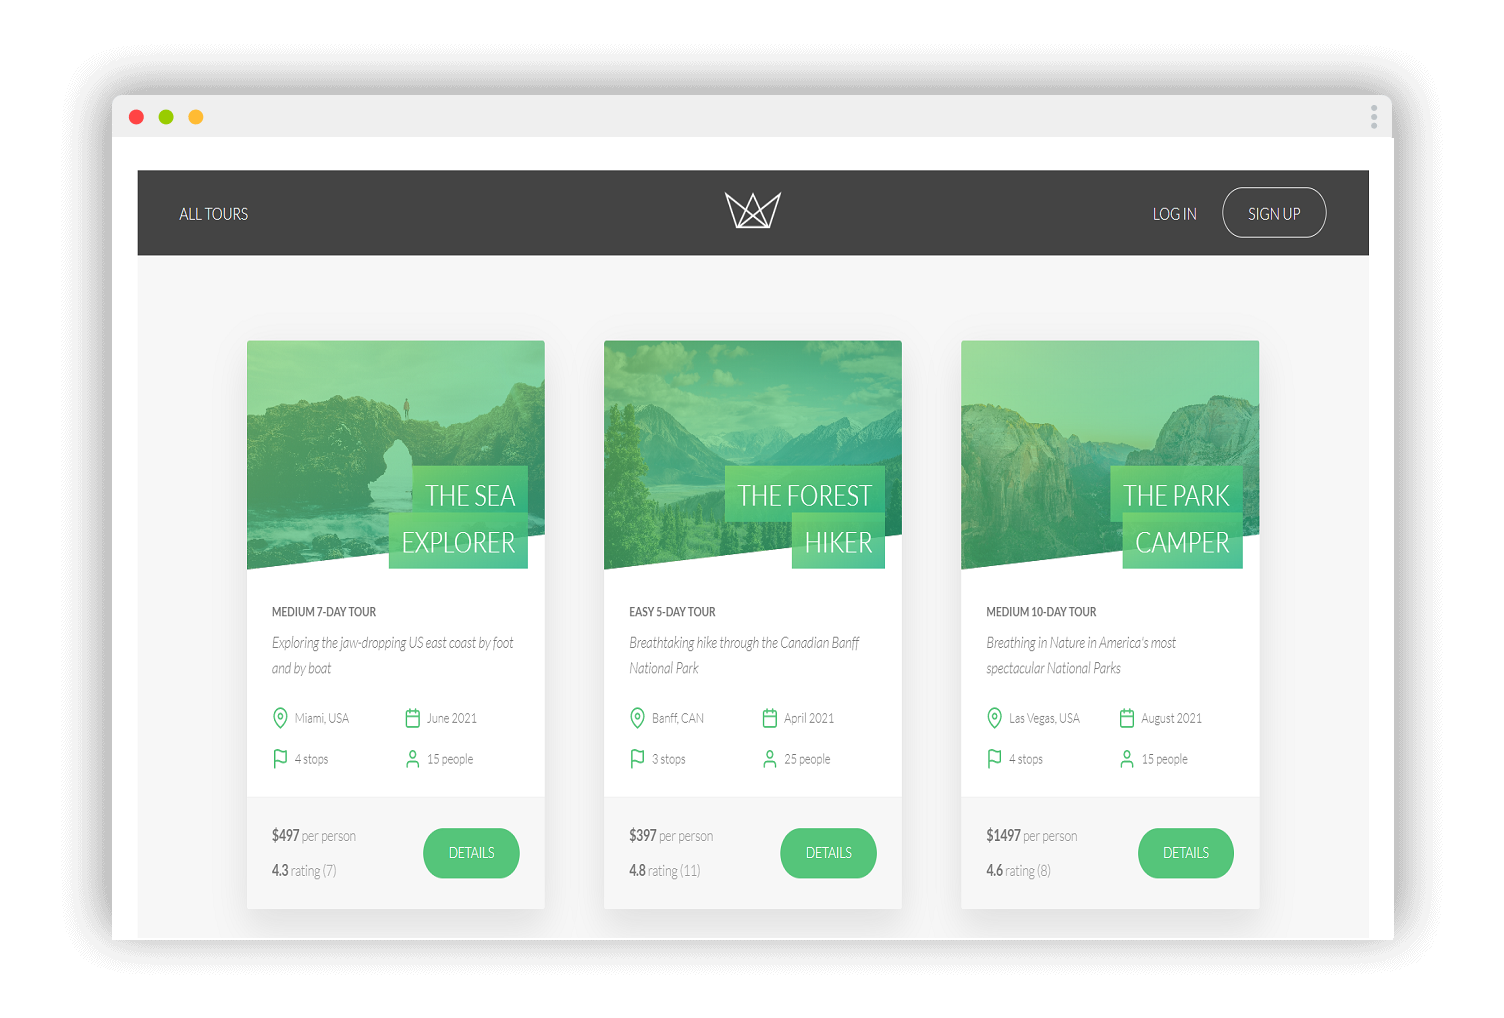 ALL TOURS
LOG IN
SIGN UP
THE SEA
EXPLORER
MEDIUM 7-DAY TOUR
Exploring the jaw-dropping US east coast by foot
and by boat
Miami, USA
June 2021
4 stops
15 people
$497 per person
4.3 rating (7)
DETAILS
THE FOREST
HIKER
EASY 5-DAY TOUR
Breathtaking hike through the Canadian Banff
National Park
Banff, CAN
April 2021
3 stops
25 people
$397 per person
4.8 rating (11)
DETAILS
THE PARK
CAMPER
MEDIUM 10-DAY TOUR
Breathing in Nature in America's most
spectacular National Parks
Las Vegas, USA
August 2021
4 stops
15 people
$1497 per person
4.6 rating (8)
DETAILS